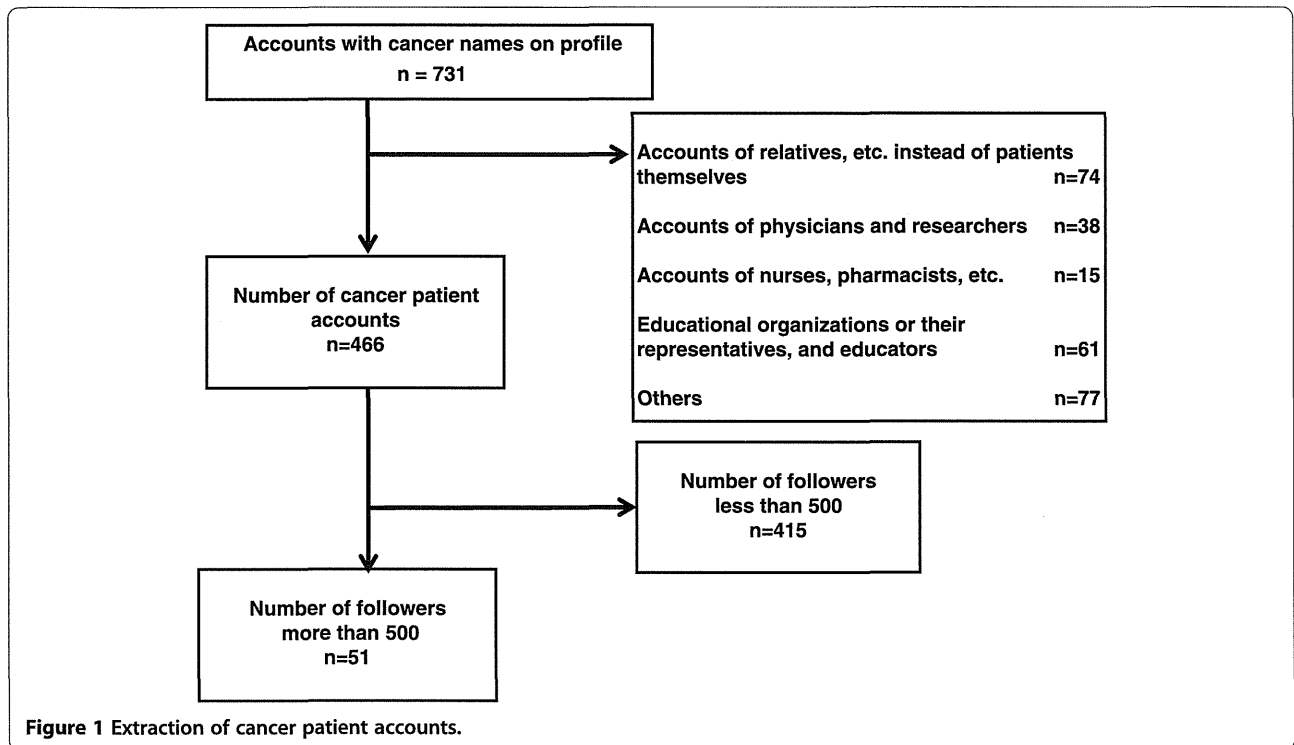 Accounts with cancer names on profile
n = 731
Accounts of relatives, etc. instead of patients
themselves n=74
Accounts of physicians and researchers n=38
Accounts of nurses, pharmacists, etc. n=15
Educational organizations or their
representatives, and educators n=61
Others n=77
Number of cancer patient
accounts
n=466
Number of followers
less than 500
n=415
Number of followers
more than 500
n=51
Figure 1 Extraction of cancer patient accounts.